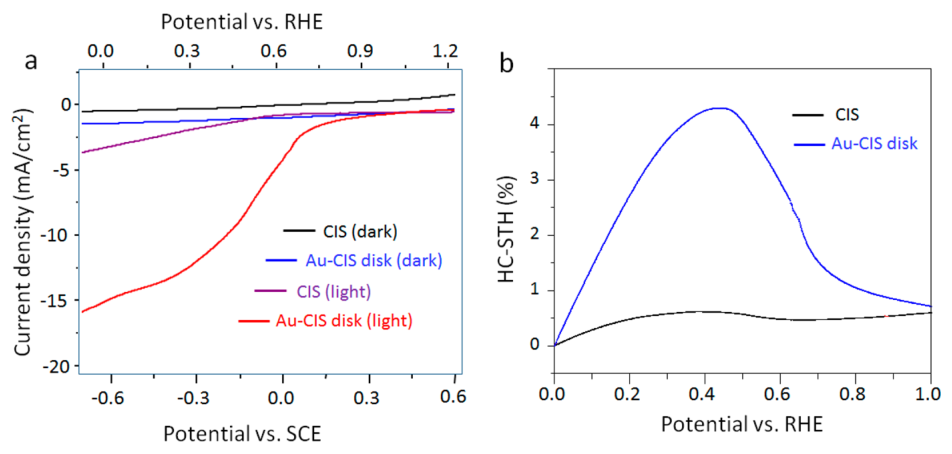 Potential vs. RHE
a
0.0 0.3 0.6 0.9 1.2
0
-5
-10
-15
-20
Current density (mA/cm2)
CIS (dark)
Au-CIS disk (dark)
CIS (light)
Au-CIS disk (light)
-0.6 -0.3 0.0 0.3 0.6
Potential vs. SCE
b
4
3
2
1
0
HC-STH (%)
CIS
Au-CIS disk
0.0 0.2 0.4 0.6 0.8 1.0
Potential vs. RHE